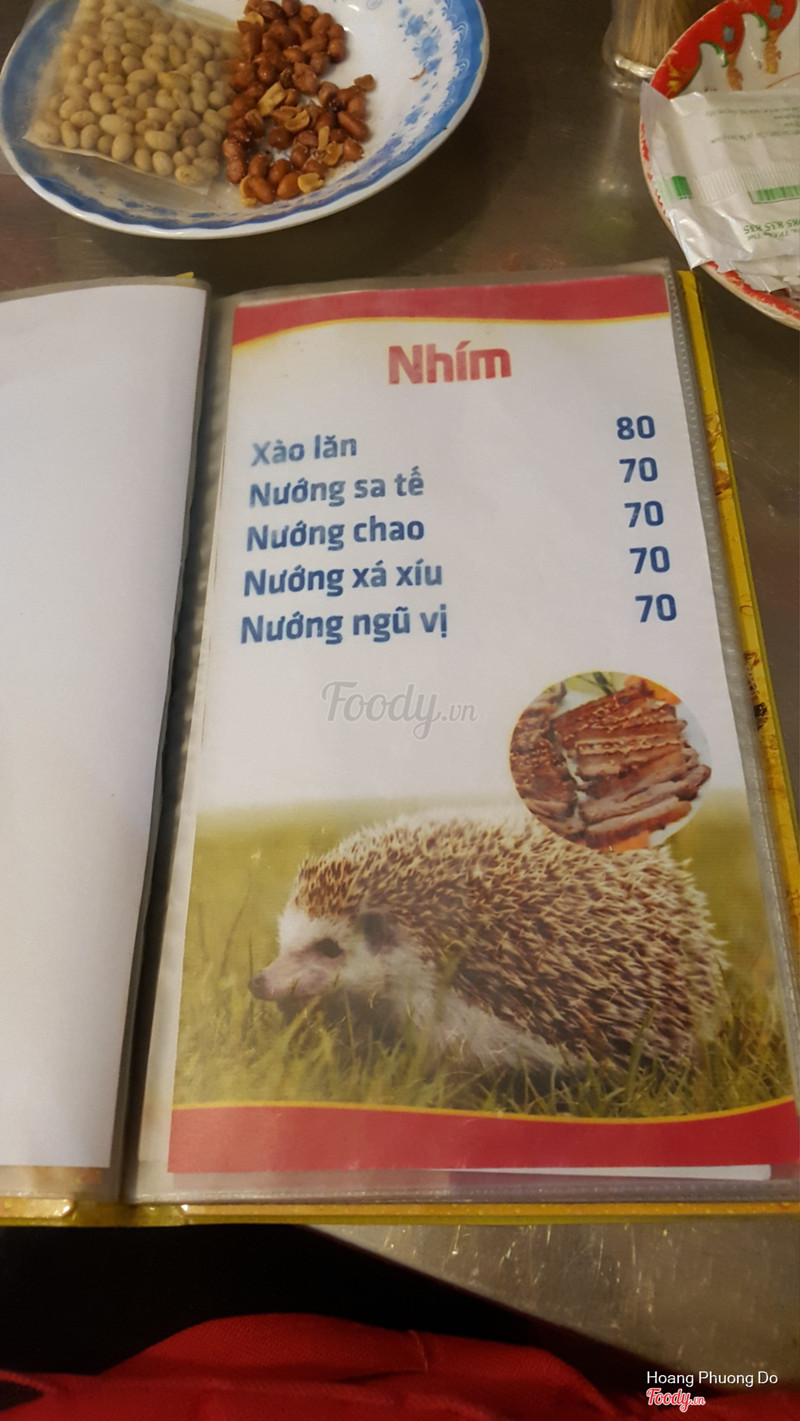 Nhím
Xào lăn 80
Nướng sa tế 70
Nướng chao 70
Nướng xá xíu 70
Nướng ngũ vị 70
Foody.vn
Hoang Phuong Do
Foody.vn